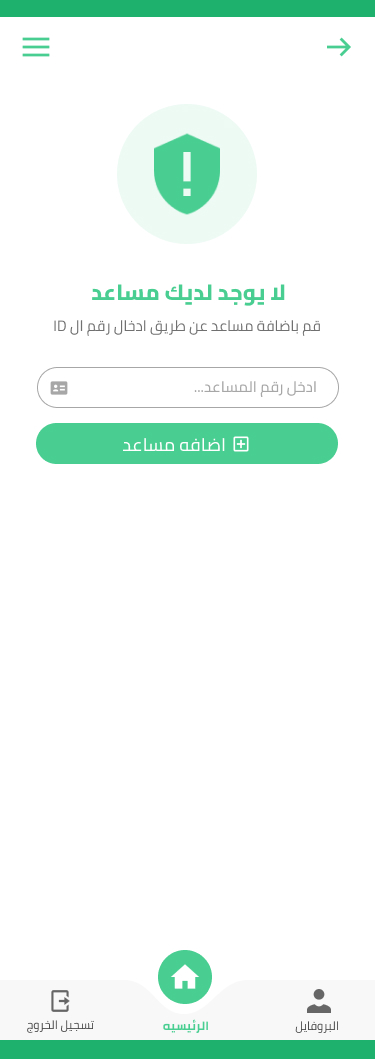 لا يوجد لديك مساعد
قم باضافة مساعد عن طريق ادخال رقم ال ID
ادخل رقم المساعد...
اضافه مساعد
البروفايل
الرئيسيه
تسجيل الخروج